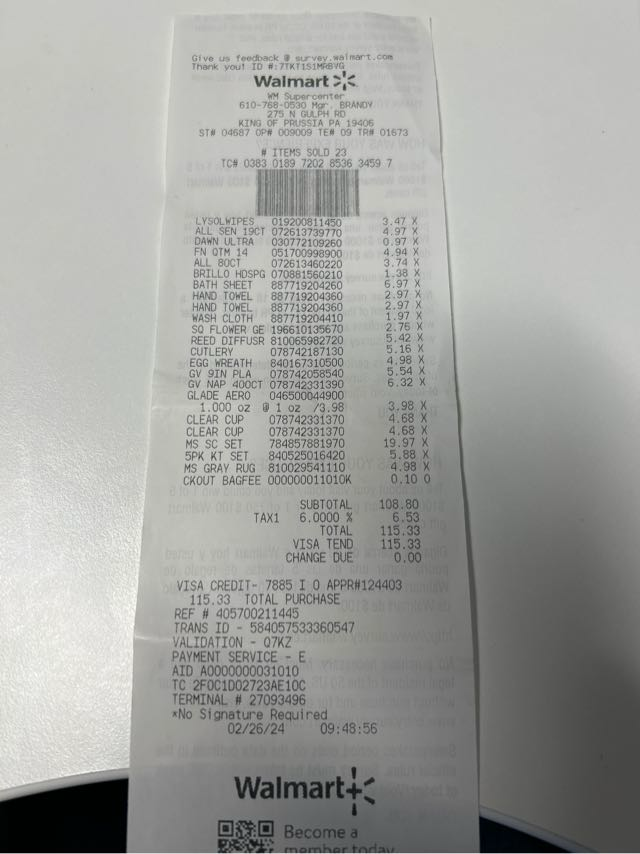 Give us feedback @ survey.walmart.com
Thank you! ID #:7TKT1S1MRBVG
Walmart
WM Supercenter
610-768-0530 Mgr. BRANDY
275 N GULPH RD
KING OF PRUSSIA PA 19406
ST# 04687 OP# 009009 TE# 09 TR# 01673
# ITEMS SOLD 23
TC# 0383 0189 7202 8536 3459 7
LYSOLWIPES 019200811450 3.47 X
ALL SEN 19CT 072613739770 4.97 X
DAWN ULTRA 030772109260 0.97 X
FN QTM 14 051700998900 4.94 X
ALL 80CT 072613460220 3.74 X
BRILLO HDSPG 070881560210 1.38 X
BATH SHEET 887719204260 6.97 X
HAND TOWEL 887719204360 2.97 X
HAND TOWEL 887719204360 2.97 X
WASH CLOTH 887719204410 1.97 X
SQ FLOWER GE 196610135670 2.76 X
REED DIFFUSR 810065982720 5.42 X
CUTLERY 078742187130 5.16 X
EGG WREATH 840167310500 4.98 X
GV 9IN PLA 078742058540 5.54 X
GV NAP 400CT 078742331390 6.32 X
GLADE AERO 046500044900
1.000 oz @ 1 oz /3.98 3.98 X
CLEAR CUP 078742331370 4.68 X
CLEAR CUP 078742331370 4.68 X
MS SC SET 784857881970 19.97 X
5PK KT SET 840525016420 5.88 X
MS GRAY RUG 810029541110 4.98 X
CKOUT BAGFEE 000000011010K 0.10 O
SUBTOTAL 108.80
TAX1 6.0000 % 6.53
TOTAL 115.33
VISA TEND 115.33
CHANGE DUE 0.00
VISA CREDIT- 7885 I 0 APPR#124403
115.33 TOTAL PURCHASE
REF # 405700211445
TRANS ID - 584057533360547
VALIDATION - Q7KZ
PAYMENT SERVICE - E
AID A0000000031010
TC 2F0C1D02723AE10C
TERMINAL # 27093496
*No Signature Required
02/26/24 09:48:56
Walmart+
Become a
member today